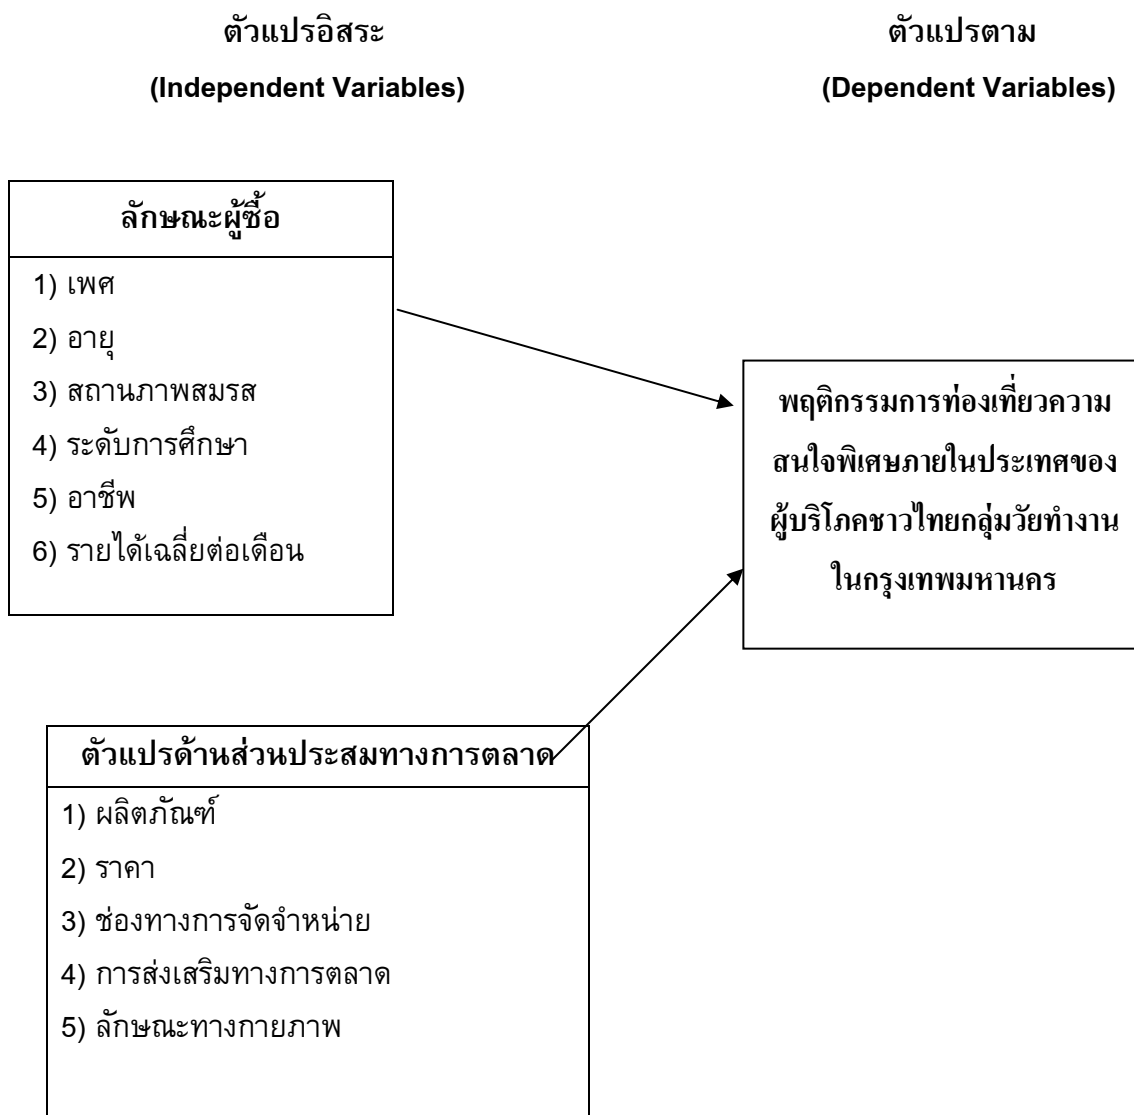 ตัวแปรอิสระ
(Independent Variables)
ตัวแปรตาม
(Dependent Variables)
ลักษณะผู้ซื้อ
1) เพศ
2) อายุ
3) สถานภาพสมรส
4) ระดับการศึกษา
5) อาชีพ
6) รายได้เฉลี่ยต่อเดือน
พฤติกรรมการท่องเที่ยวความ
สนใจพิเศษภายในประเทศของ
ผู้บริโภคชาวไทยกลุ่มวัยทำงาน
ในกรุงเทพมหานคร
ตัวแปรด้านส่วนประสมทางการตลาด
1) ผลิตภัณฑ์
2) ราคา
3) ช่องทางการจัดจำหน่าย
4) การส่งเสริมทางการตลาด
5) ลักษณะทางกายภาพ